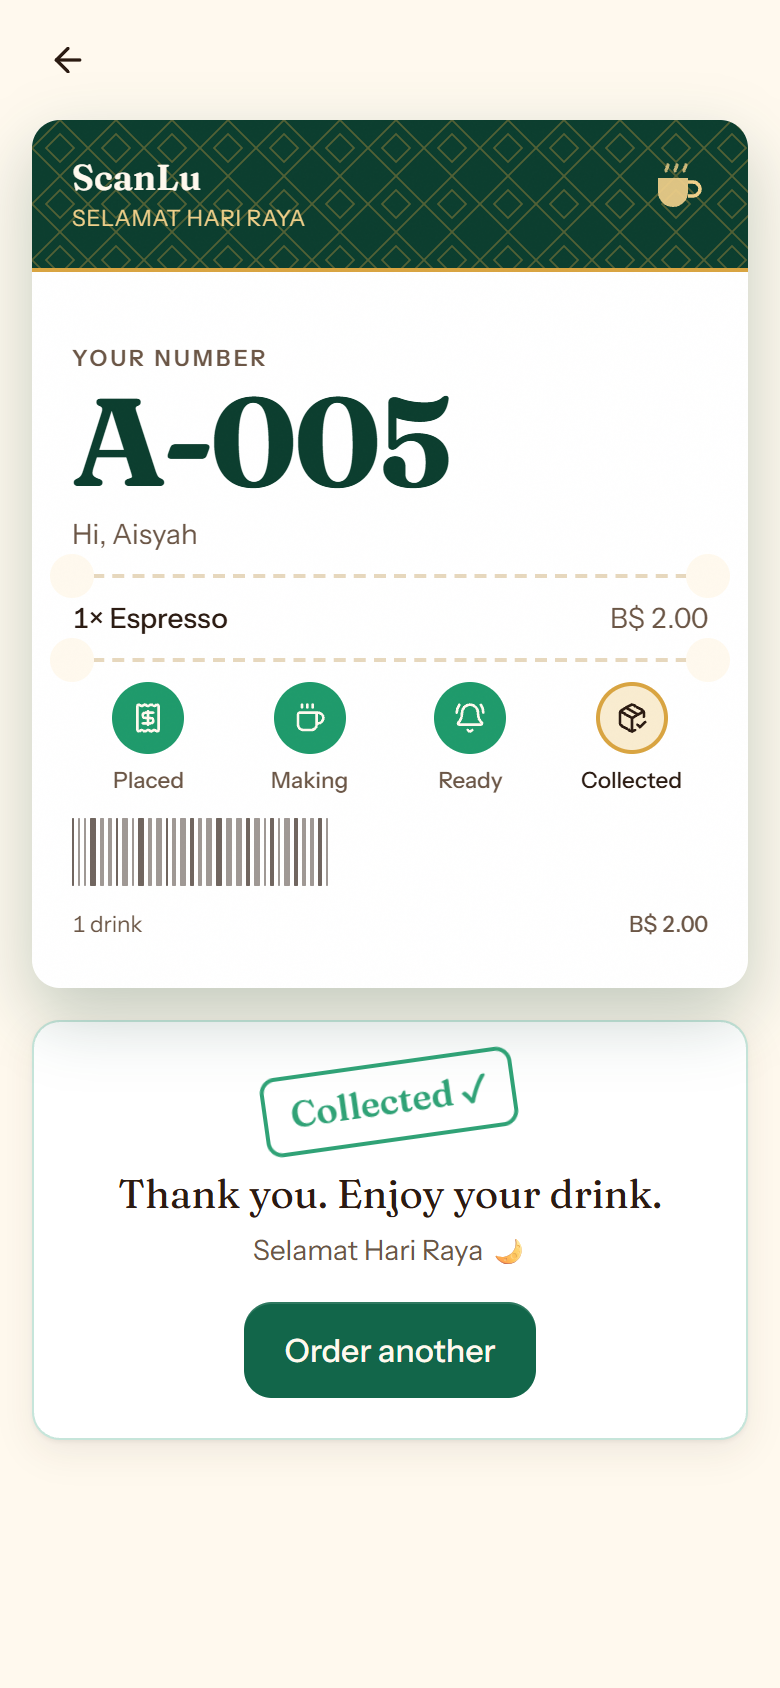 ScanLu
SELAMAT HARI RAYA
YOUR NUMBER
A-005
Hi, Aisyah
1× Espresso B$ 2.00
Placed Making Ready Collected
1 drink B$ 2.00
Collected ✓
Thank you. Enjoy your drink.
Selamat Hari Raya 🌙
Order another